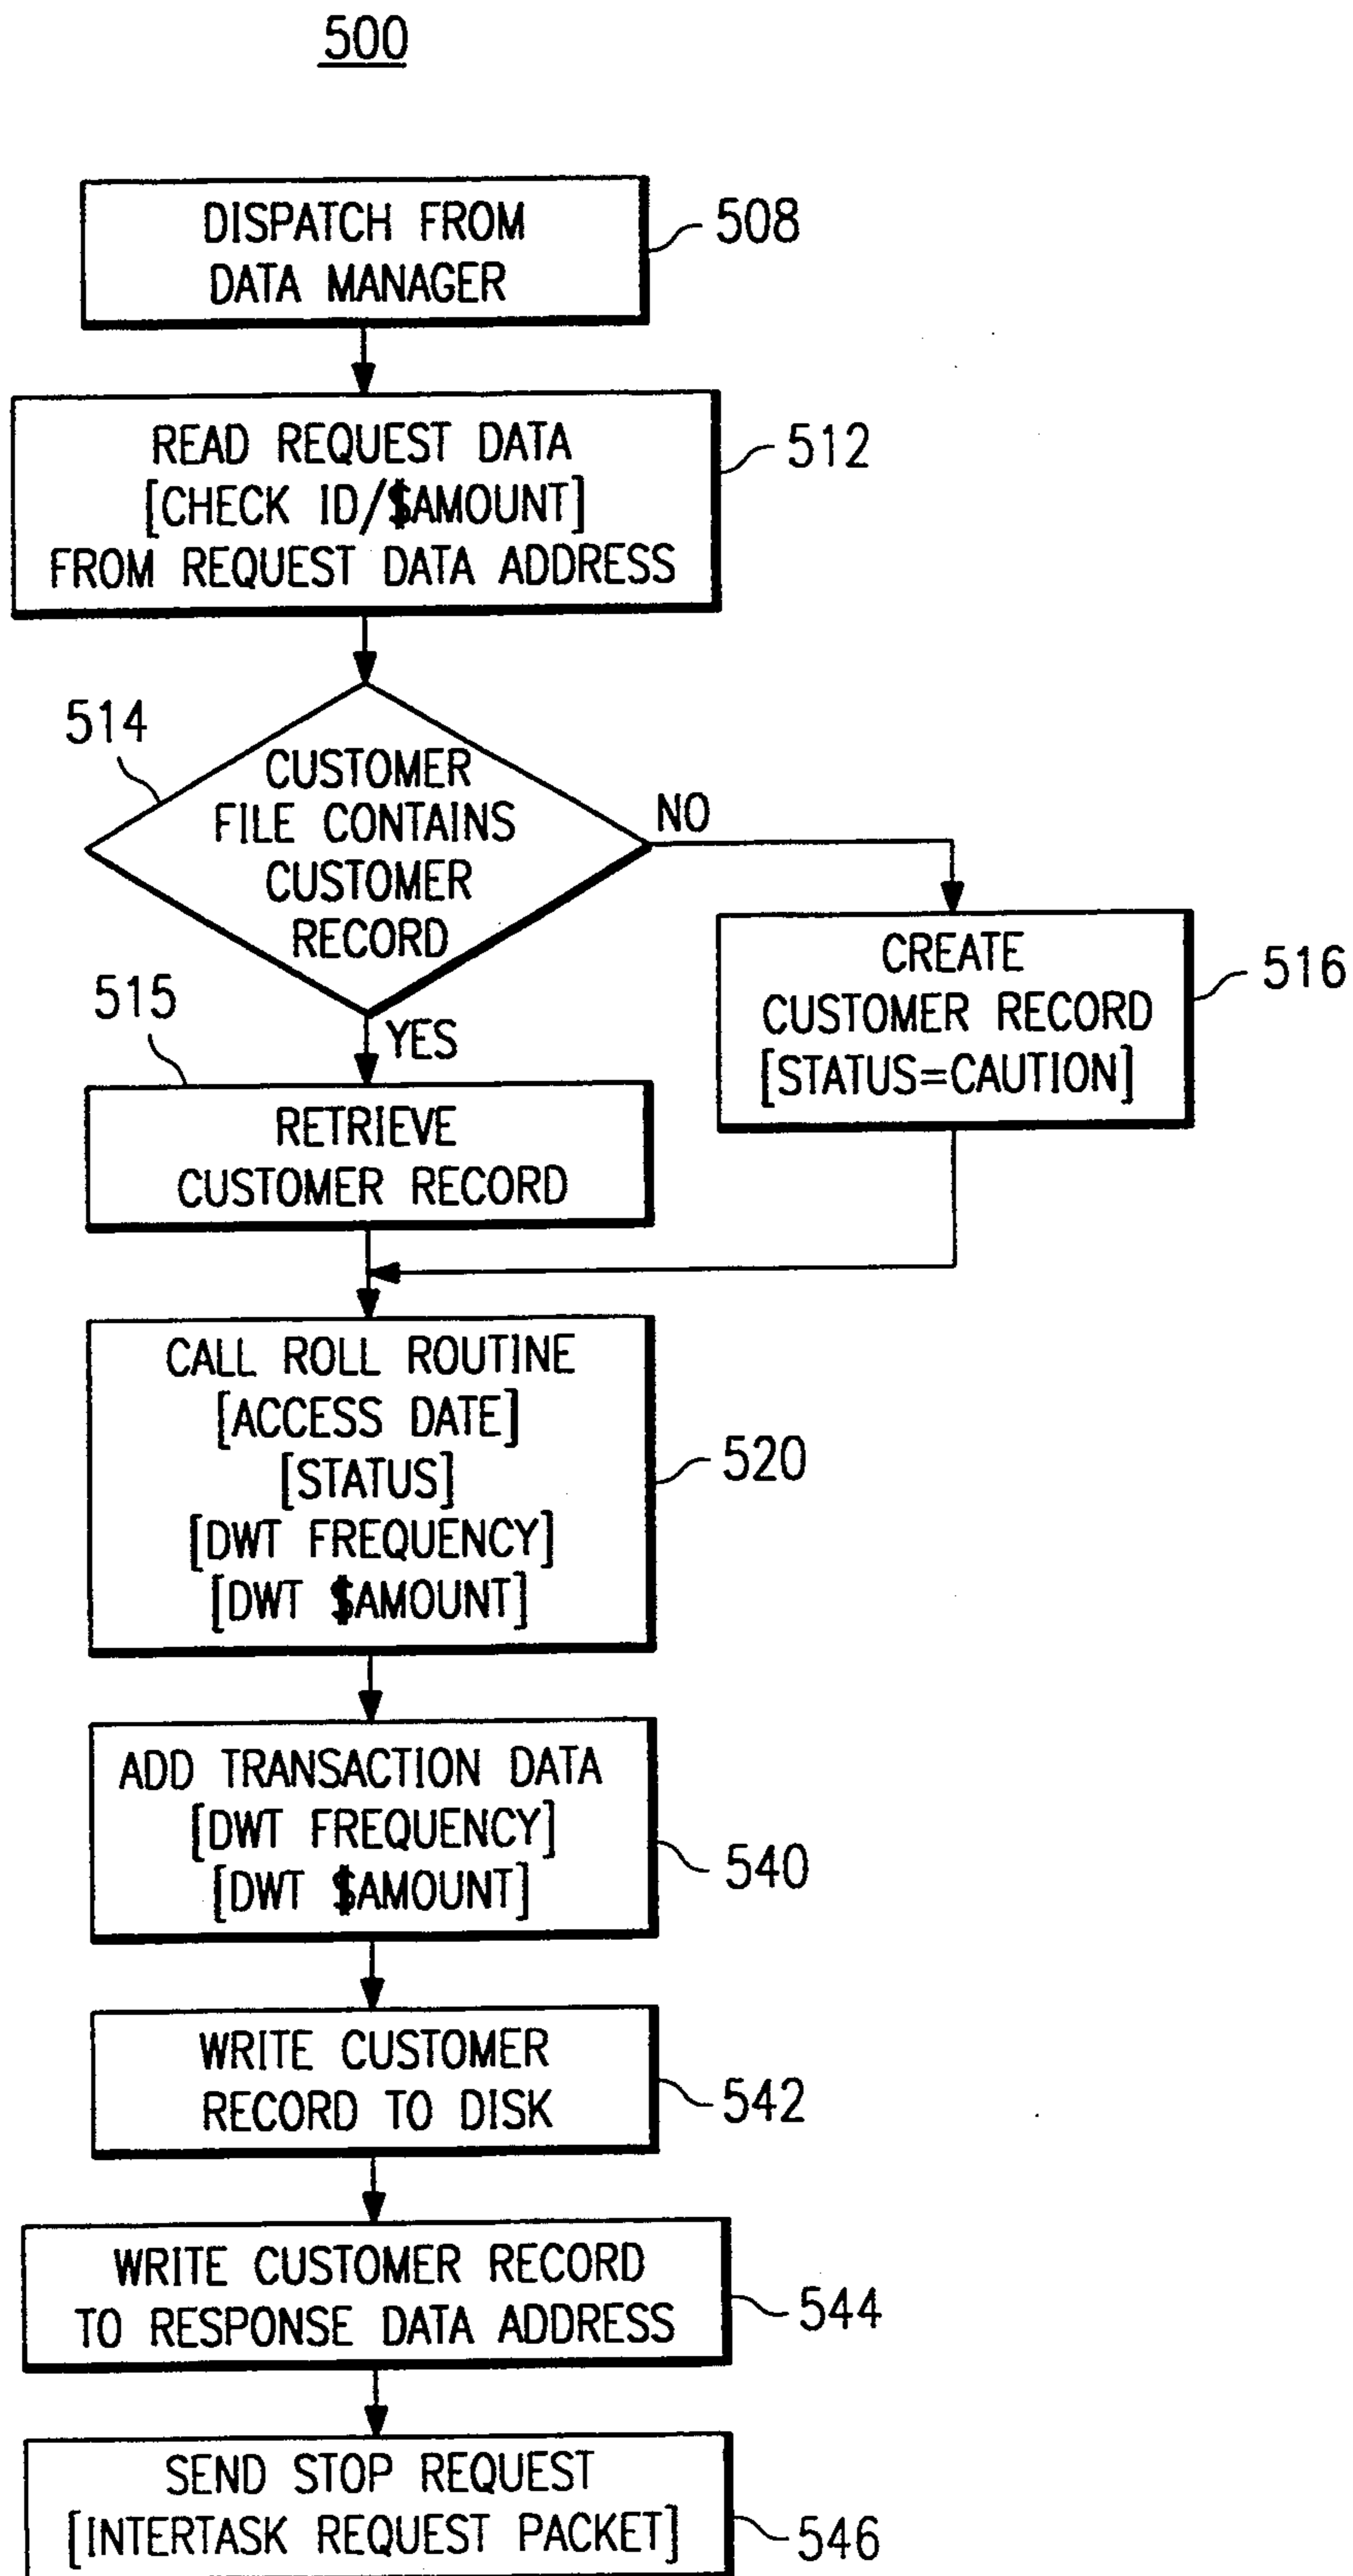 500
DISPATCH FROM
DATA MANAGER
508
READ REQUEST DATA
[CHECK ID/$AMOUNT]
FROM REQUEST DATA ADDRESS
512
514
CUSTOMER
FILE CONTAINS
CUSTOMER
RECORD
NO
YES
CREATE
CUSTOMER RECORD
[STATUS=CAUTION]
516
515
RETRIEVE
CUSTOMER RECORD
CALL ROLL ROUTINE
[ACCESS DATE]
[STATUS]
[DWT FREQUENCY]
[DWT $AMOUNT]
520
ADD TRANSACTION DATA
[DWT FREQUENCY]
[DWT $AMOUNT]
540
WRITE CUSTOMER
RECORD TO DISK
542
WRITE CUSTOMER RECORD
TO RESPONSE DATA ADDRESS
544
SEND STOP REQUEST
[INTERTASK REQUEST PACKET]
546